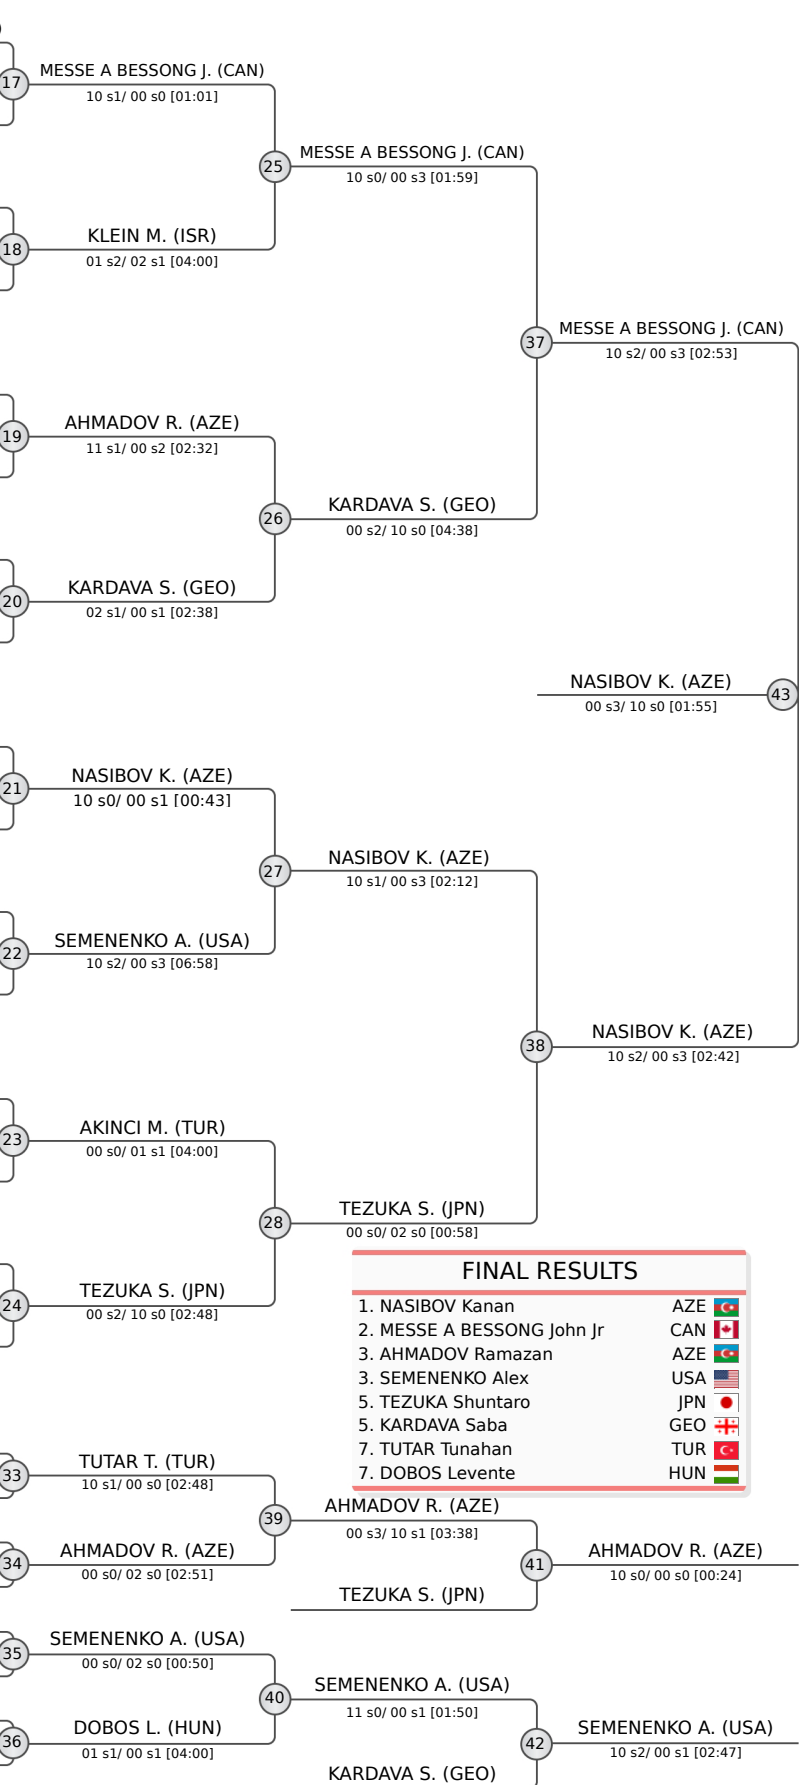 MESSE A BESSONG J. (CAN)
17
10 s1/ 00 s0 [01:01]
MESSE A BESSONG J. (CAN)
25
10 s0/ 00 s3 [01:59]
KLEIN M. (ISR)
18
01 s2/ 02 s1 [04:00]
MESSE A BESSONG J. (CAN)
37
10 s2/ 00 s3 [02:53]
AHMADOV R. (AZE)
19
11 s1/ 00 s2 [02:32]
KARDAVA S. (GEO)
26
00 s2/ 10 s0 [04:38]
KARDAVA S. (GEO)
20
02 s1/ 00 s1 [02:38]
NASIBOV K. (AZE)
43
00 s3/ 10 s0 [01:55]
NASIBOV K. (AZE)
21
10 s0/ 00 s1 [00:43]
NASIBOV K. (AZE)
27
10 s1/ 00 s3 [02:12]
SEMENENKO A. (USA)
22
10 s2/ 00 s3 [06:58]
NASIBOV K. (AZE)
38
10 s2/ 00 s3 [02:42]
AKINCI M. (TUR)
23
00 s0/ 01 s1 [04:00]
TEZUKA S. (JPN)
28
00 s0/ 02 s0 [00:58]
TEZUKA S. (JPN)
24
00 s2/ 10 s0 [02:48]
FINAL RESULTS
1. NASIBOV Kanan AZE
2. MESSE A BESSONG John Jr CAN
3. AHMADOV Ramazan AZE
3. SEMENENKO Alex USA
5. TEZUKA Shuntaro JPN
5. KARDAVA Saba GEO
7. TUTAR Tunahan TUR
7. DOBOS Levente HUN
TUTAR T. (TUR)
33
10 s1/ 00 s0 [02:48]
AHMADOV R. (AZE)
39
00 s3/ 10 s1 [03:38]
AHMADOV R. (AZE)
34
00 s0/ 02 s0 [02:51]
AHMADOV R. (AZE)
41
10 s0/ 00 s0 [00:24]
TEZUKA S. (JPN)
SEMENENKO A. (USA)
35
00 s0/ 02 s0 [00:50]
SEMENENKO A. (USA)
40
11 s0/ 00 s1 [01:50]
DOBOS L. (HUN)
36
01 s1/ 00 s1 [04:00]
SEMENENKO A. (USA)
42
10 s2/ 00 s1 [02:47]
KARDAVA S. (GEO)